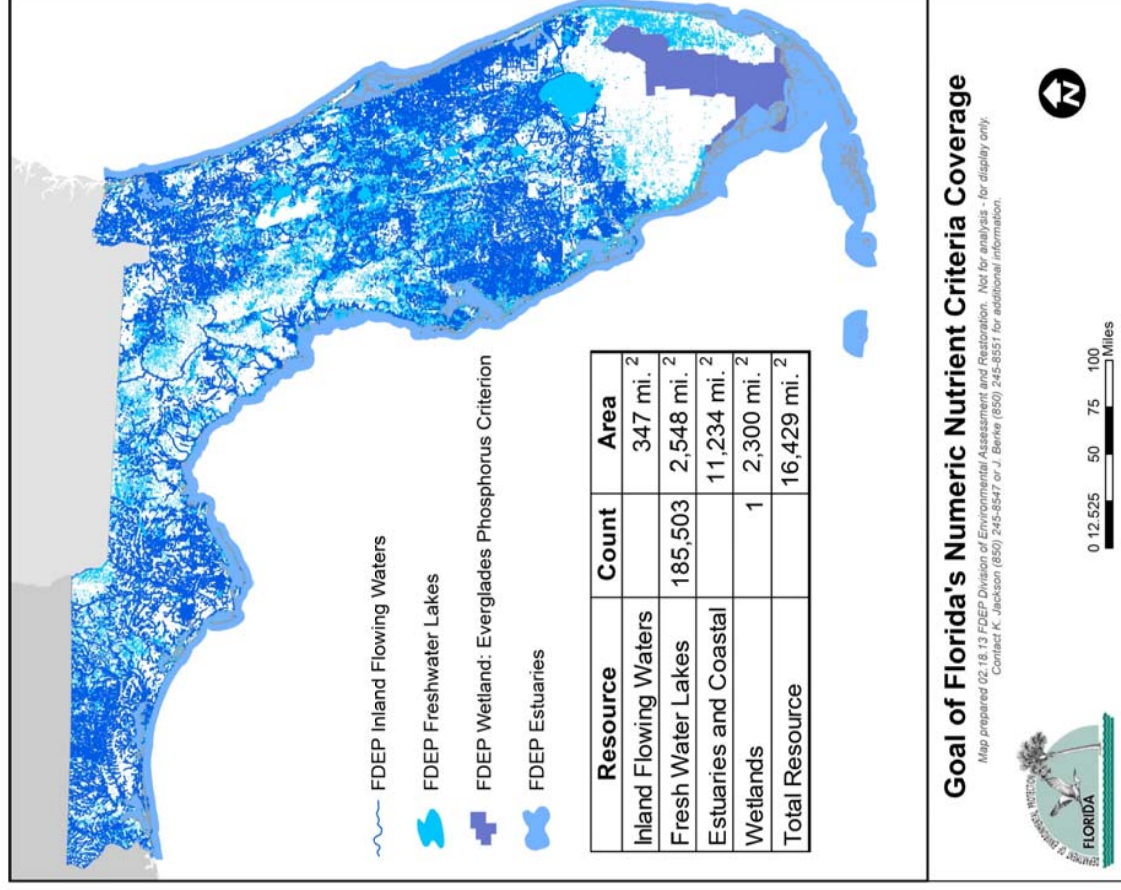 FDEP Inland Flowing Waters
FDEP Freshwater Lakes
FDEP Wetland: Everglades Phosphorus Criterion
FDEP Estuaries
Resource Count Area
Inland Flowing Waters 347 mi. 2
Fresh Water Lakes 185,503 2,548 mi. 2
Estuaries and Coastal 11,234 mi. 2
Wetlands 1 2,300 mi. 2
Total Resource 16,429 mi. 2
Goal of Florida's Numeric Nutrient Criteria Coverage
Map prepared 02.18.13 FDEP Division of Environmental Assessment and Restoration. Not for analysis - for display only.
Contact K. Jackson (850) 245-8547 or J. Berke (850) 245-8551 for additional information.
DEPARTMENT OF ENVIRONMENTAL PROTECTION
FLORIDA
0 12.525 50 75 100
Miles
N